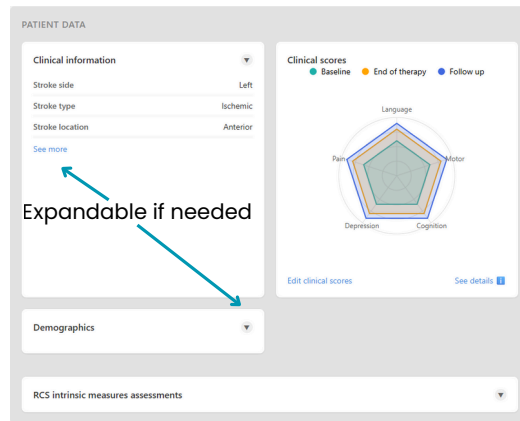 PATIENT DATA
Clinical information
Stroke side Left
Stroke type Ischemic
Stroke location Anterior
See more
Expandable if needed
Demographics
Clinical scores
Baseline End of therapy Follow up
Language
Pain Motor
Depression Cognition
Edit clinical scores See details i
RCS intrinsic measures assessments